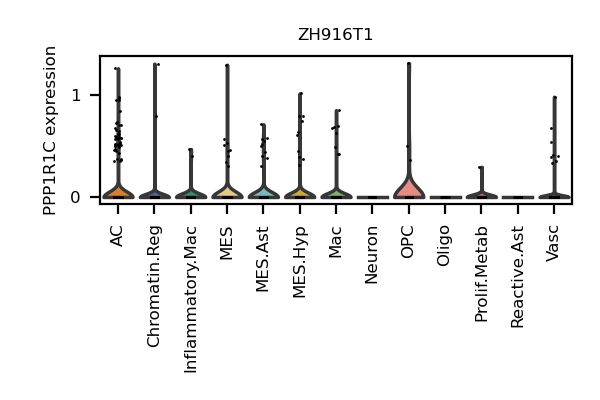 ZH916T1
PPP1R1C expression
1
0
AC
Chromatin.Reg
Inflammatory.Mac
MES
MES.Ast
MES.Hyp
Mac
Neuron
OPC
Oligo
Prolif.Metab
Reactive.Ast
Vasc